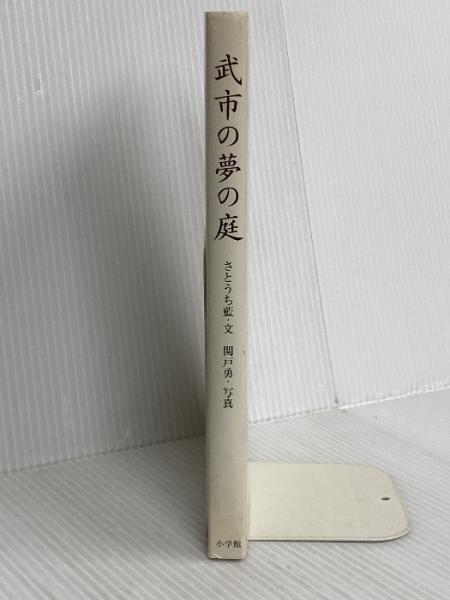 武市の夢の庭
さとうち藍・文 関戸勇・写真
小学館